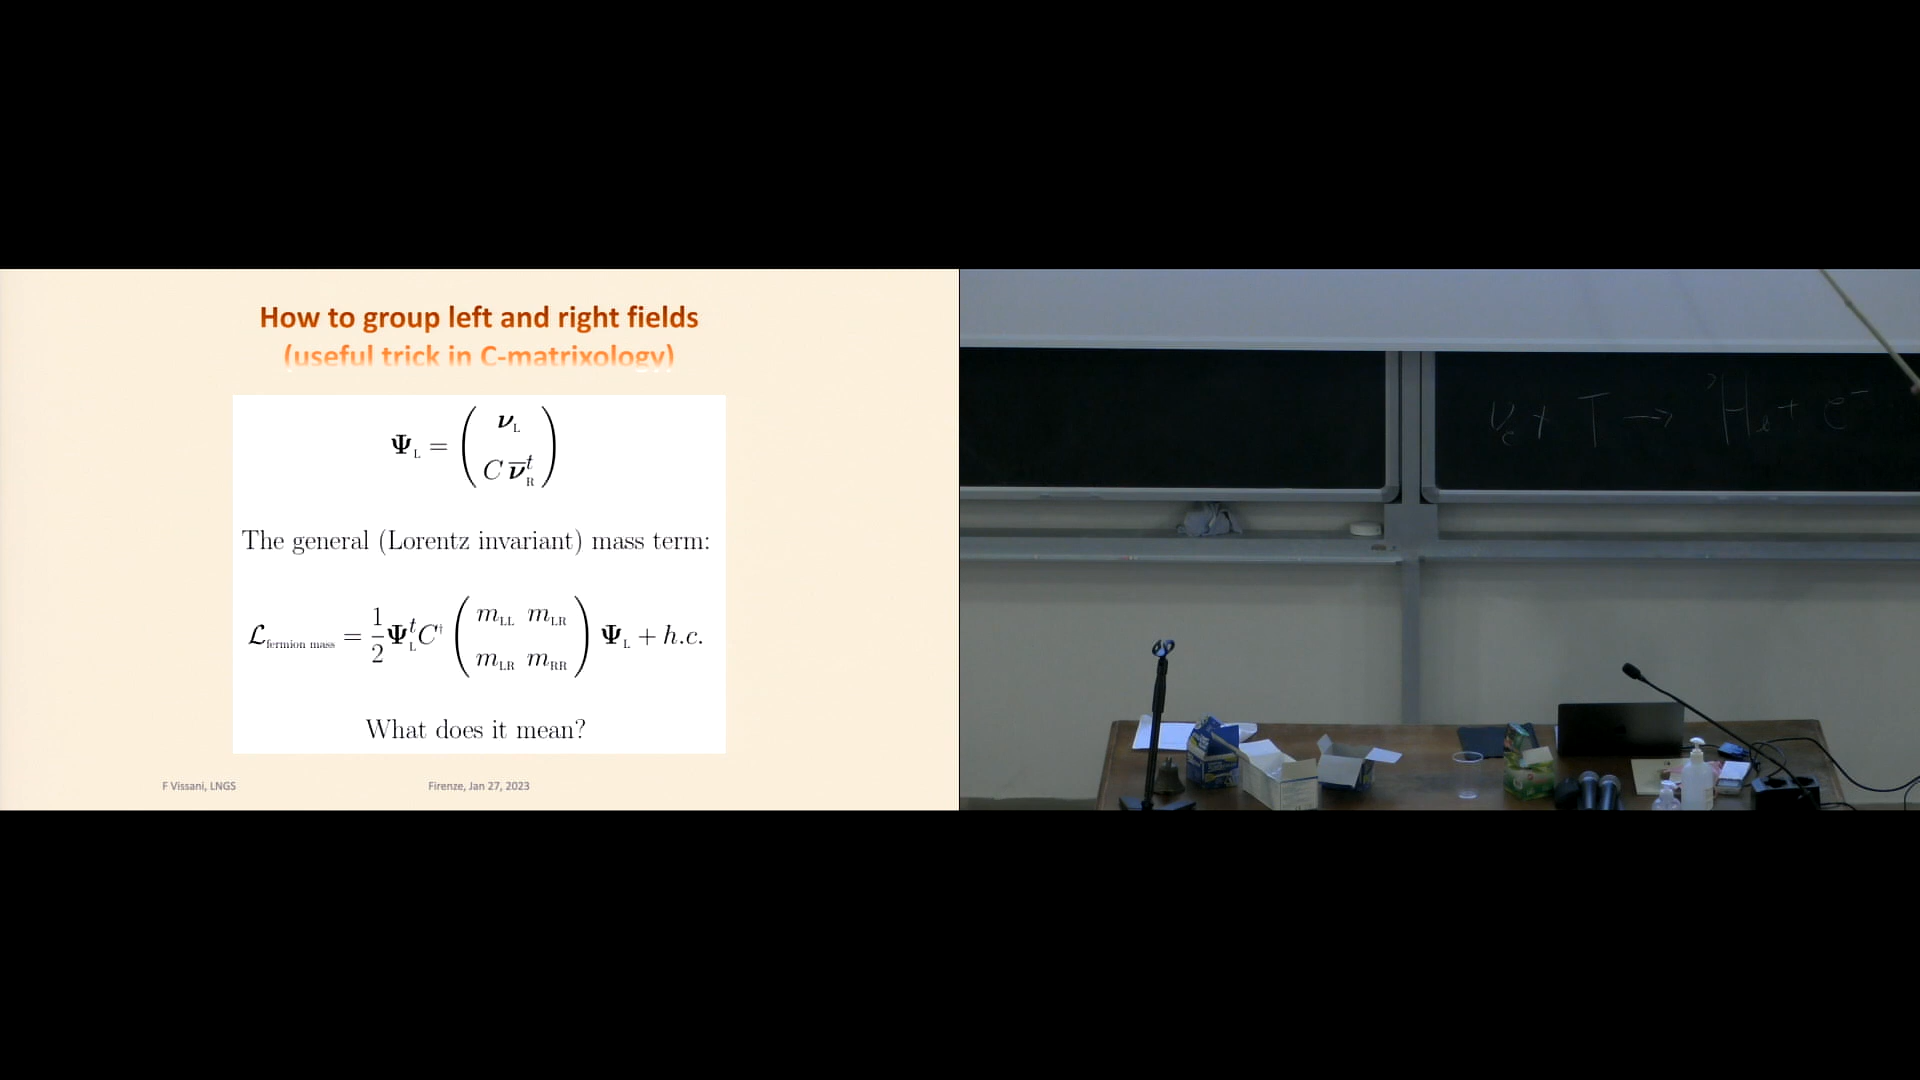 How to group left and right fields
(useful trick in C-matrixology)
Ψ_L = ( ν_L
C ν̄_R^t )
The general (Lorentz invariant) mass term:
ℒ_fermion mass = 1/2 Ψ_L^t C^† ( m_LL m_LR
m_LR m_RR ) Ψ_L + h.c.
What does it mean?
F Vissani, LNGS Firenze, Jan 27, 2023
ν_e + T → ³He + e⁻